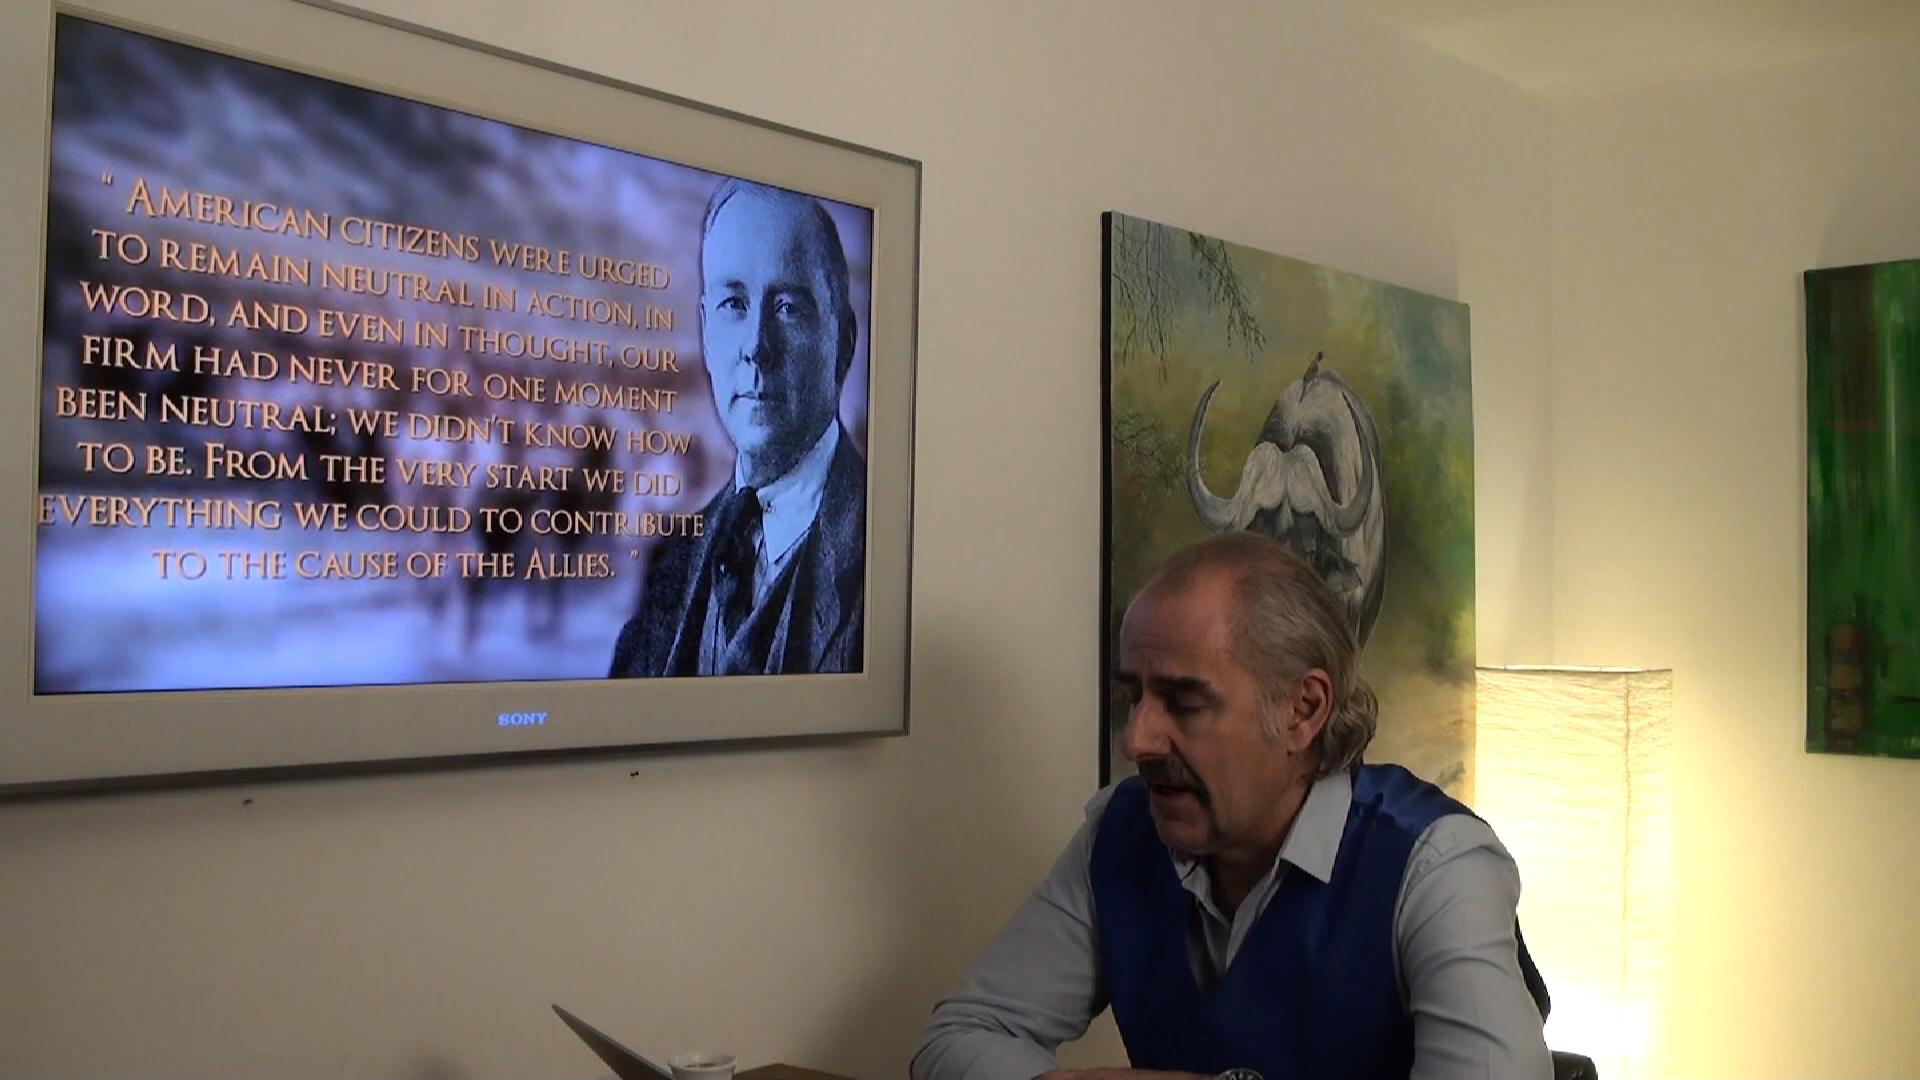 " AMERICAN CITIZENS WERE URGED
TO REMAIN NEUTRAL IN ACTION, IN
WORD, AND EVEN IN THOUGHT, OUR
FIRM HAD NEVER FOR ONE MOMENT
BEEN NEUTRAL; WE DIDN'T KNOW HOW
TO BE. FROM THE VERY START WE DID
EVERYTHING WE COULD TO CONTRIBUTE
TO THE CAUSE OF THE ALLIES. "
SONY